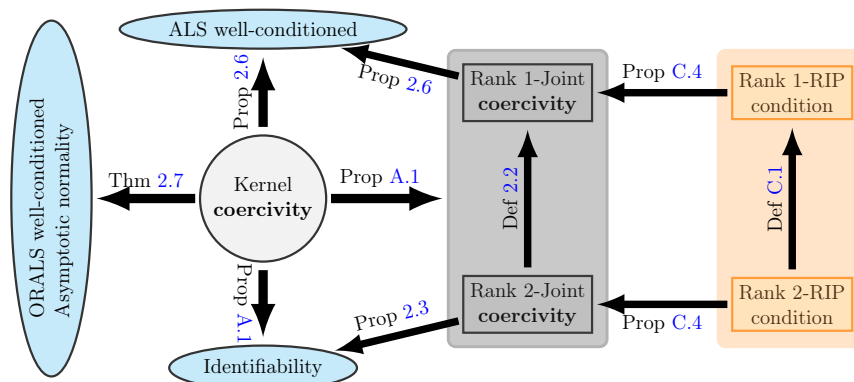 ALS well-conditioned
Prop 2.6
Prop 2.6
Rank 1-Joint
coercivity
Prop C.4
Rank 1-RIP
condition
ORALS well-conditioned
Asymptotic normality
Thm 2.7
Kernel
coercivity
Prop A.1
Def 2.2
Def C.1
Prop A.1
Prop 2.3
Rank 2-Joint
coercivity
Prop C.4
Rank 2-RIP
condition
Identifiability